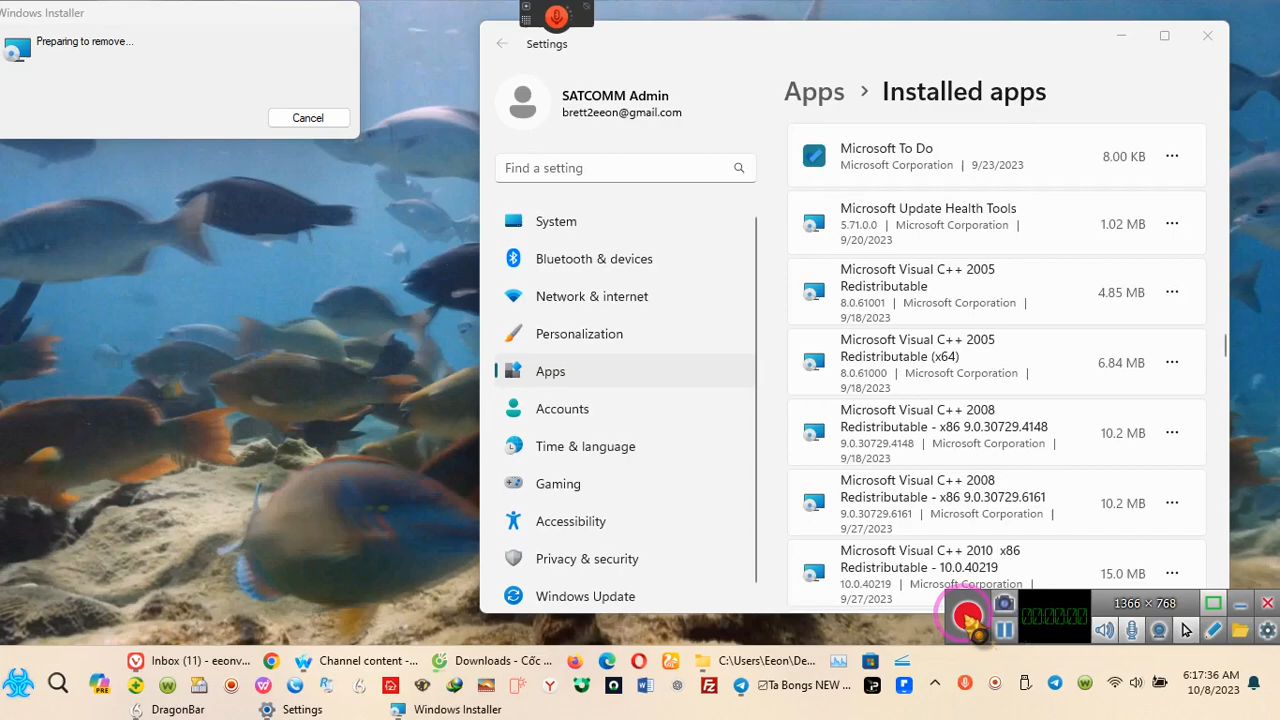 Windows Installer
Preparing to remove...
Cancel
Settings
SATCOMM Admin
brett2eeon@gmail.com
Find a setting
System
Bluetooth & devices
Network & internet
Personalization
Apps
Accounts
Time & language
Gaming
Accessibility
Privacy & security
Windows Update
Apps > Installed apps
Microsoft To Do
Microsoft Corporation | 9/23/2023
8.00 KB
Microsoft Update Health Tools
5.71.0.0 | Microsoft Corporation |
9/20/2023
1.02 MB
Microsoft Visual C++ 2005
Redistributable
8.0.61001 | Microsoft Corporation |
9/18/2023
4.85 MB
Microsoft Visual C++ 2005
Redistributable (x64)
8.0.61000 | Microsoft Corporation |
9/18/2023
6.84 MB
Microsoft Visual C++ 2008
Redistributable - x86 9.0.30729.4148
9.0.30729.4148 | Microsoft Corporation |
9/18/2023
10.2 MB
Microsoft Visual C++ 2008
Redistributable - x86 9.0.30729.6161
9.0.30729.6161 | Microsoft Corporation |
9/27/2023
10.2 MB
Microsoft Visual C++ 2010 x86
Redistributable - 10.0.40219
10.0.40219 | Microsoft Corporation |
9/27/2023
15.0 MB
1366 × 768
00:00:00
Inbox (11) - eeonv...
Channel content -...
Downloads - Cốc ...
C:\Users\Eeon\De...
Ta Bongs NEW ...
6:17:36 AM
10/8/2023
DragonBar
Settings
Windows Installer